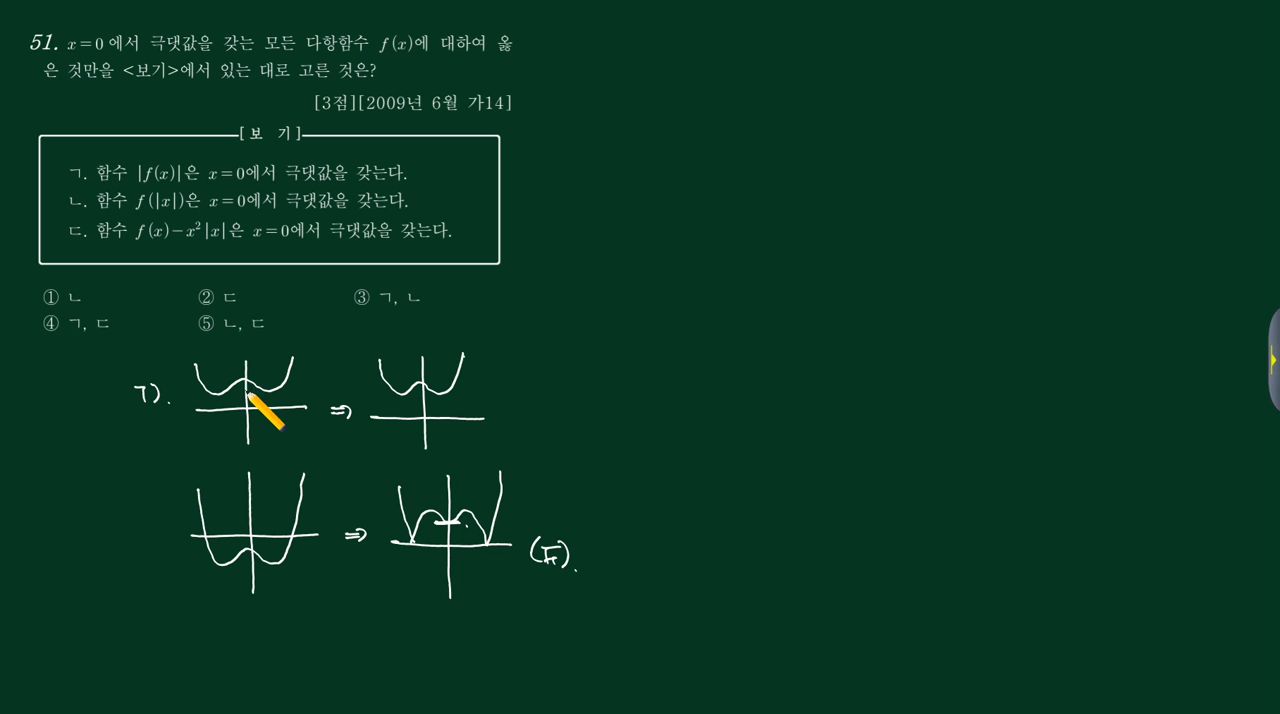 51. x=0에서 극댓값을 갖는 모든 다항함수 f(x)에 대하여 옳
은 것만을 <보기>에서 있는 대로 고른 것은?
[3점][2009년 6월 가14]
[보 기]
ㄱ. 함수 |f(x)|은 x=0에서 극댓값을 갖는다.
ㄴ. 함수 f(|x|)은 x=0에서 극댓값을 갖는다.
ㄷ. 함수 f(x)-x²|x|은 x=0에서 극댓값을 갖는다.
① ㄴ ② ㄷ ③ ㄱ, ㄴ
④ ㄱ, ㄷ ⑤ ㄴ, ㄷ
ㄱ). ⇒
⇒